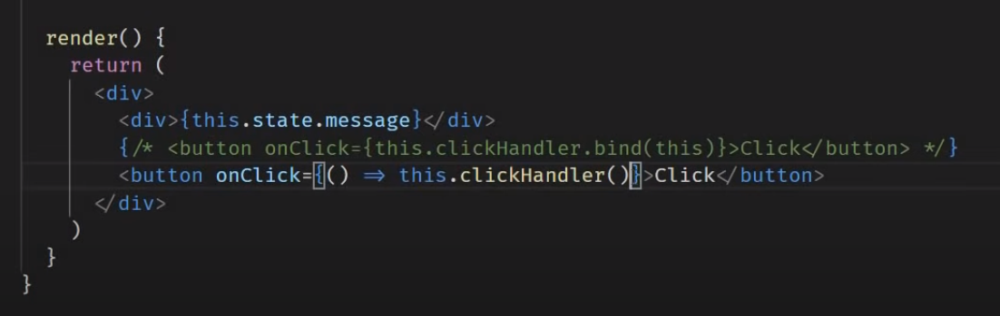 render() {
return (
<div>
<div>{this.state.message}</div>
{/* <button onClick={this.clickHandler.bind(this)}>Click</button> */}
<button onClick={() => this.clickHandler()}>Click</button>
</div>
)
}
}